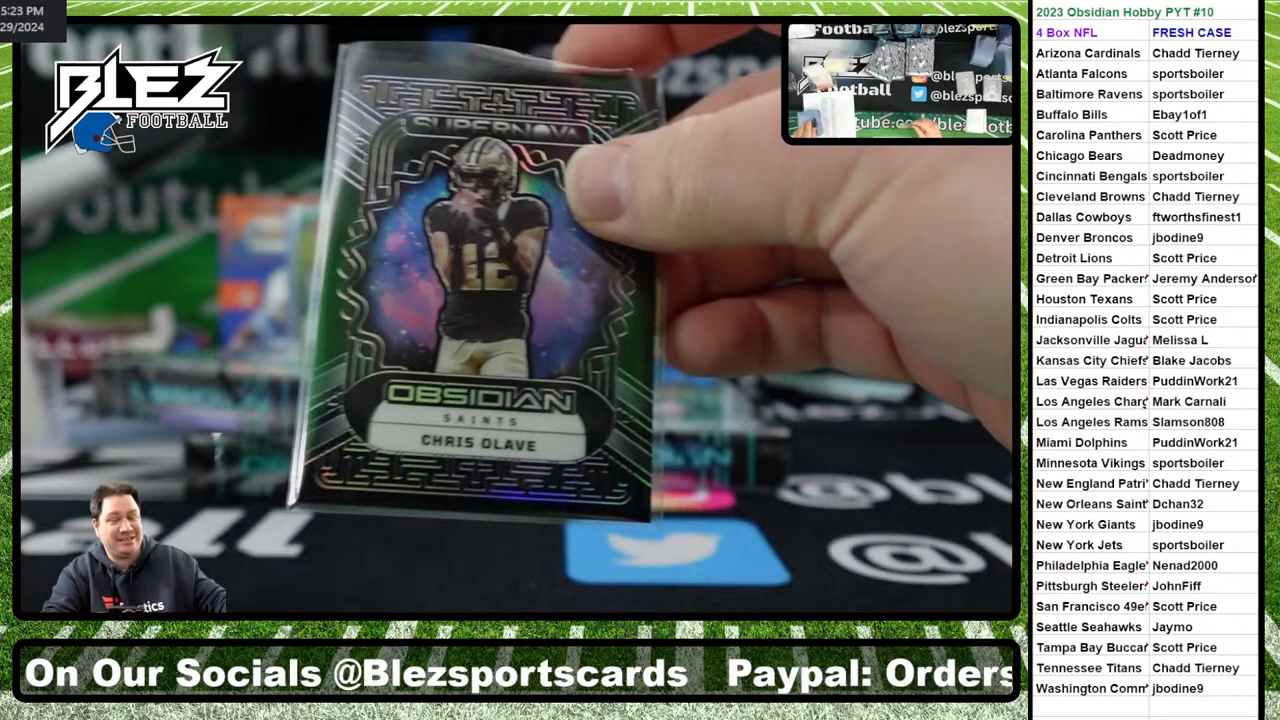 5:23 PM
29/2024
BLEZ
FOOTBALL
SUPERNOVA
12
OBSIDIAN
SAINTS
CHRIS OLAVE
On Our Socials @Blezsportscards Paypal: Orders
2023 Obsidian Hobby PYT #10
4 Box NFL FRESH CASE
Arizona Cardinals Chadd Tierney
Atlanta Falcons sportsboiler
Baltimore Ravens sportsboiler
Buffalo Bills Ebay1of1
Carolina Panthers Scott Price
Chicago Bears Deadmoney
Cincinnati Bengals sportsboiler
Cleveland Browns Chadd Tierney
Dallas Cowboys ftworthsfinest1
Denver Broncos jbodine9
Detroit Lions Scott Price
Green Bay Packer Jeremy Anderson
Houston Texans Scott Price
Indianapolis Colts Scott Price
Jacksonville Jagua Melissa L
Kansas City Chiefs Blake Jacobs
Las Vegas Raiders PuddinWork21
Los Angeles Charg Mark Carnali
Los Angeles Rams Slamson808
Miami Dolphins PuddinWork21
Minnesota Vikings sportsboiler
New England Patri Chadd Tierney
New Orleans Saint Dchan32
New York Giants jbodine9
New York Jets sportsboiler
Philadelphia Eagle Nenad2000
Pittsburgh Steeler JohnFiff
San Francisco 49e Scott Price
Seattle Seahawks Jaymo
Tampa Bay Buccar Scott Price
Tennessee Titans Chadd Tierney
Washington Comm jbodine9